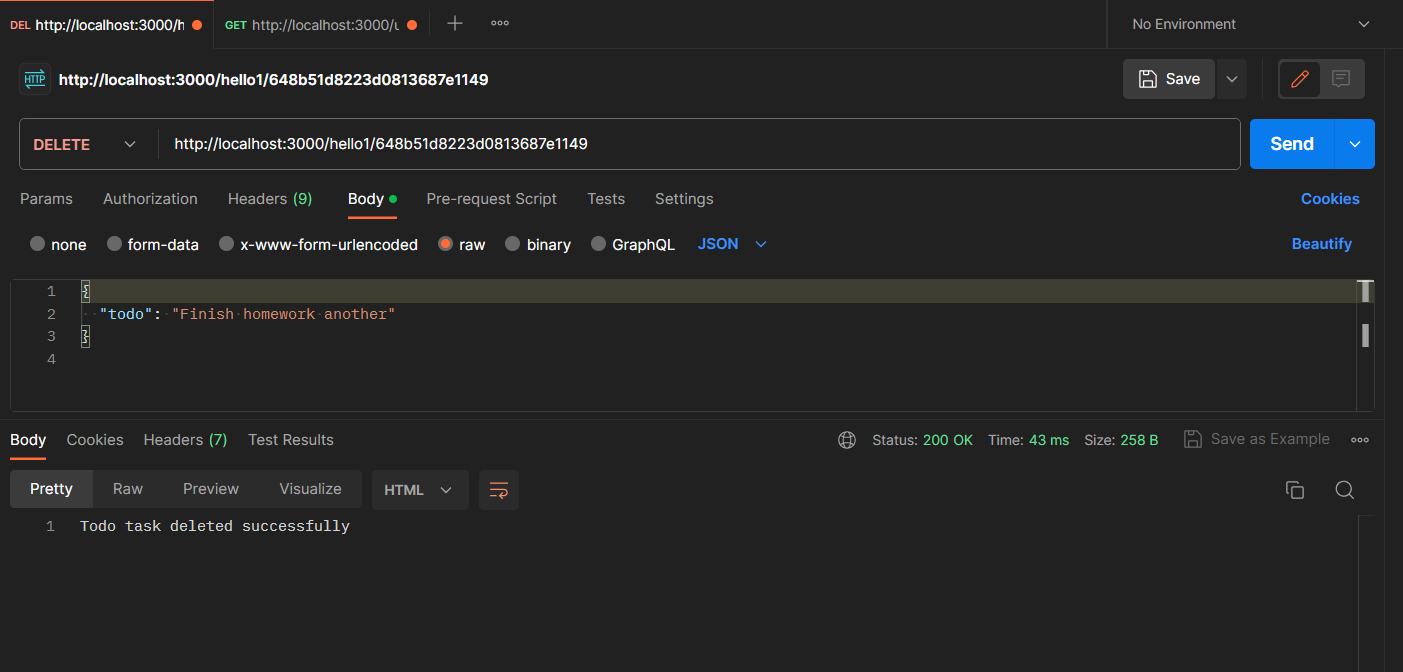 DEL http://localhost:3000/h GET http://localhost:3000/u No Environment
HTTP http://localhost:3000/hello1/648b51d8223d0813687e1149 Save
DELETE http://localhost:3000/hello1/648b51d8223d0813687e1149 Send
Params Authorization Headers (9) Body Pre-request Script Tests Settings Cookies
none form-data x-www-form-urlencoded raw binary GraphQL JSON Beautify
1 {
2 "todo": "Finish homework another"
3 }
4
Body Cookies Headers (7) Test Results Status: 200 OK Time: 43 ms Size: 258 B Save as Example
Pretty Raw Preview Visualize HTML
1 Todo task deleted successfully